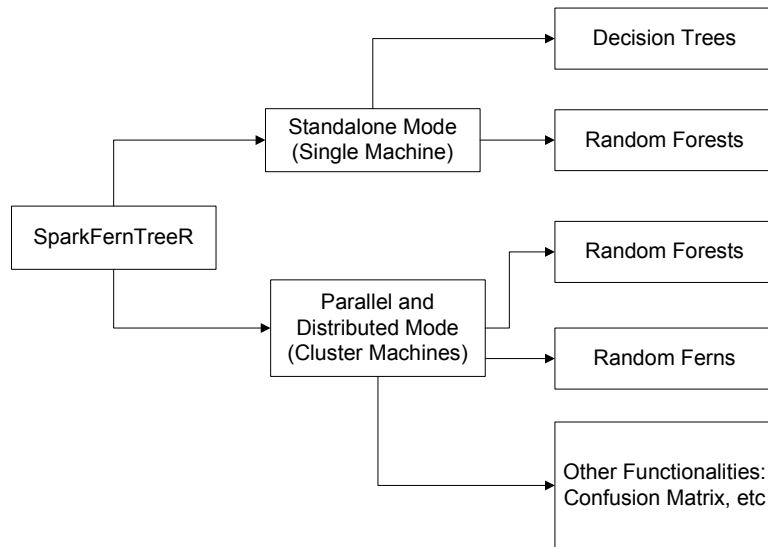 Decision Trees
Standalone Mode
(Single Machine)
Random Forests
SparkFernTreeR
Random Forests
Parallel and
Distributed Mode
(Cluster Machines)
Random Ferns
Other Functionalities:
Confusion Matrix, etc